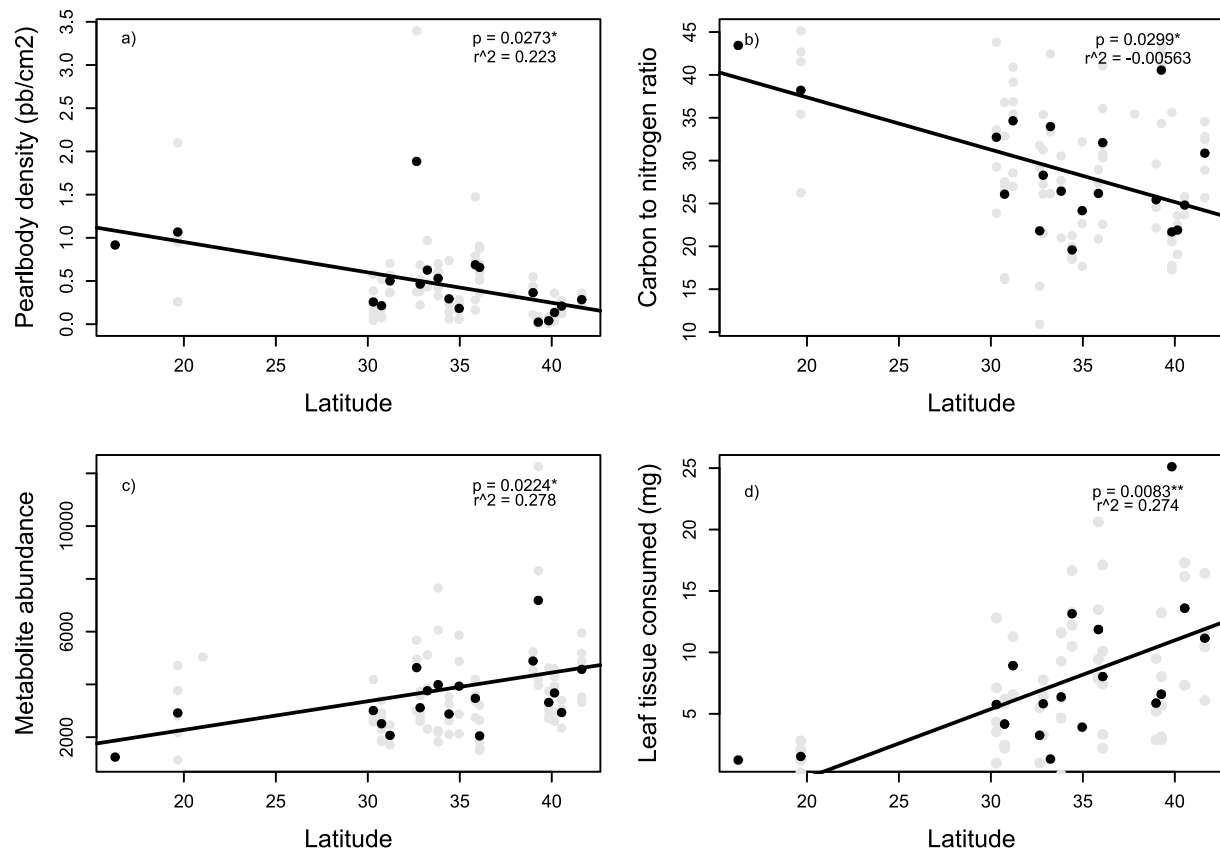 a)
p = 0.0273*
r^2 = 0.223
Pearlbody density (pb/cm2)
3.5
3.0
2.5
2.0
1.5
1.0
0.5
0.0
20 25 30 35 40
Latitude
b)
p = 0.0299*
r^2 = -0.00563
Carbon to nitrogen ratio
45
40
35
30
25
20
15
10
20 25 30 35 40
Latitude
c)
p = 0.0224*
r^2 = 0.278
Metabolite abundance
10000
6000
2000
20 25 30 35 40
Latitude
d)
p = 0.0083**
r^2 = 0.274
Leaf tissue consumed (mg)
25
20
15
10
5
20 25 30 35 40
Latitude